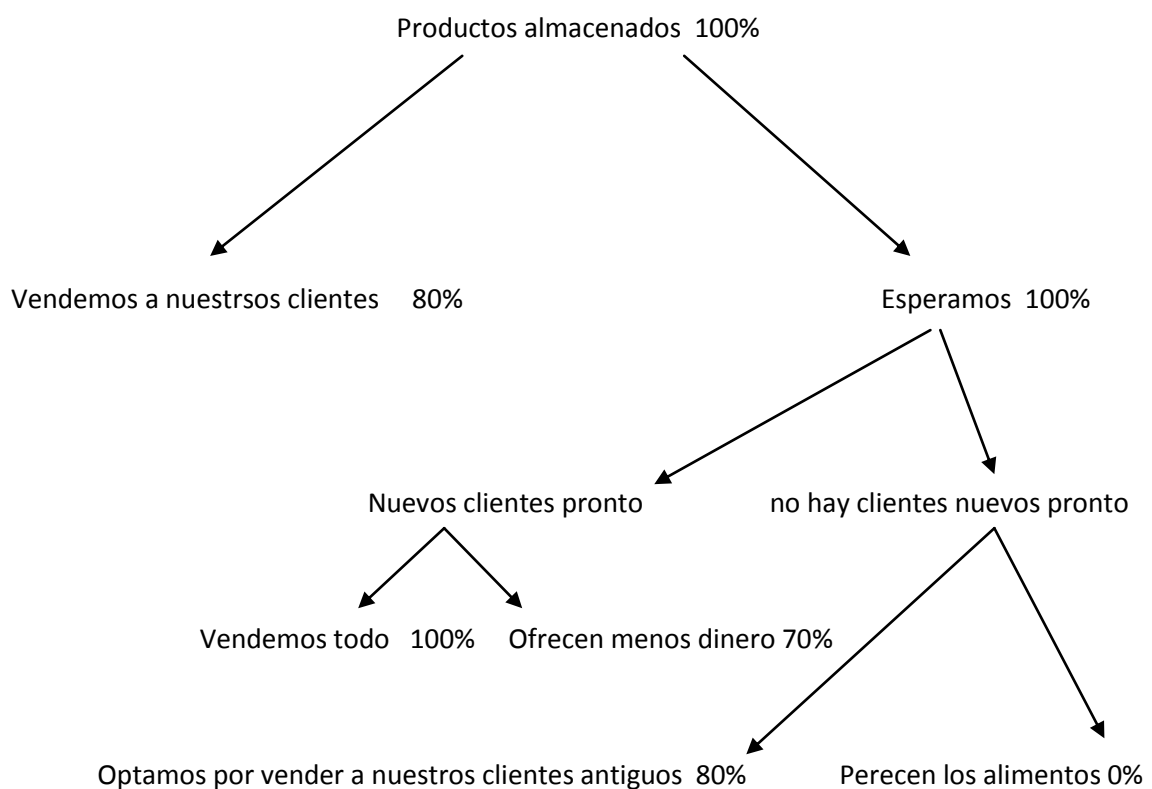 Productos almacenados 100%
Vendemos a nuestrsos clientes 80%
Esperamos 100%
Nuevos clientes pronto
no hay clientes nuevos pronto
Vendemos todo 100%
Ofrecen menos dinero 70%
Optamos por vender a nuestros clientes antiguos 80%
Perecen los alimentos 0%